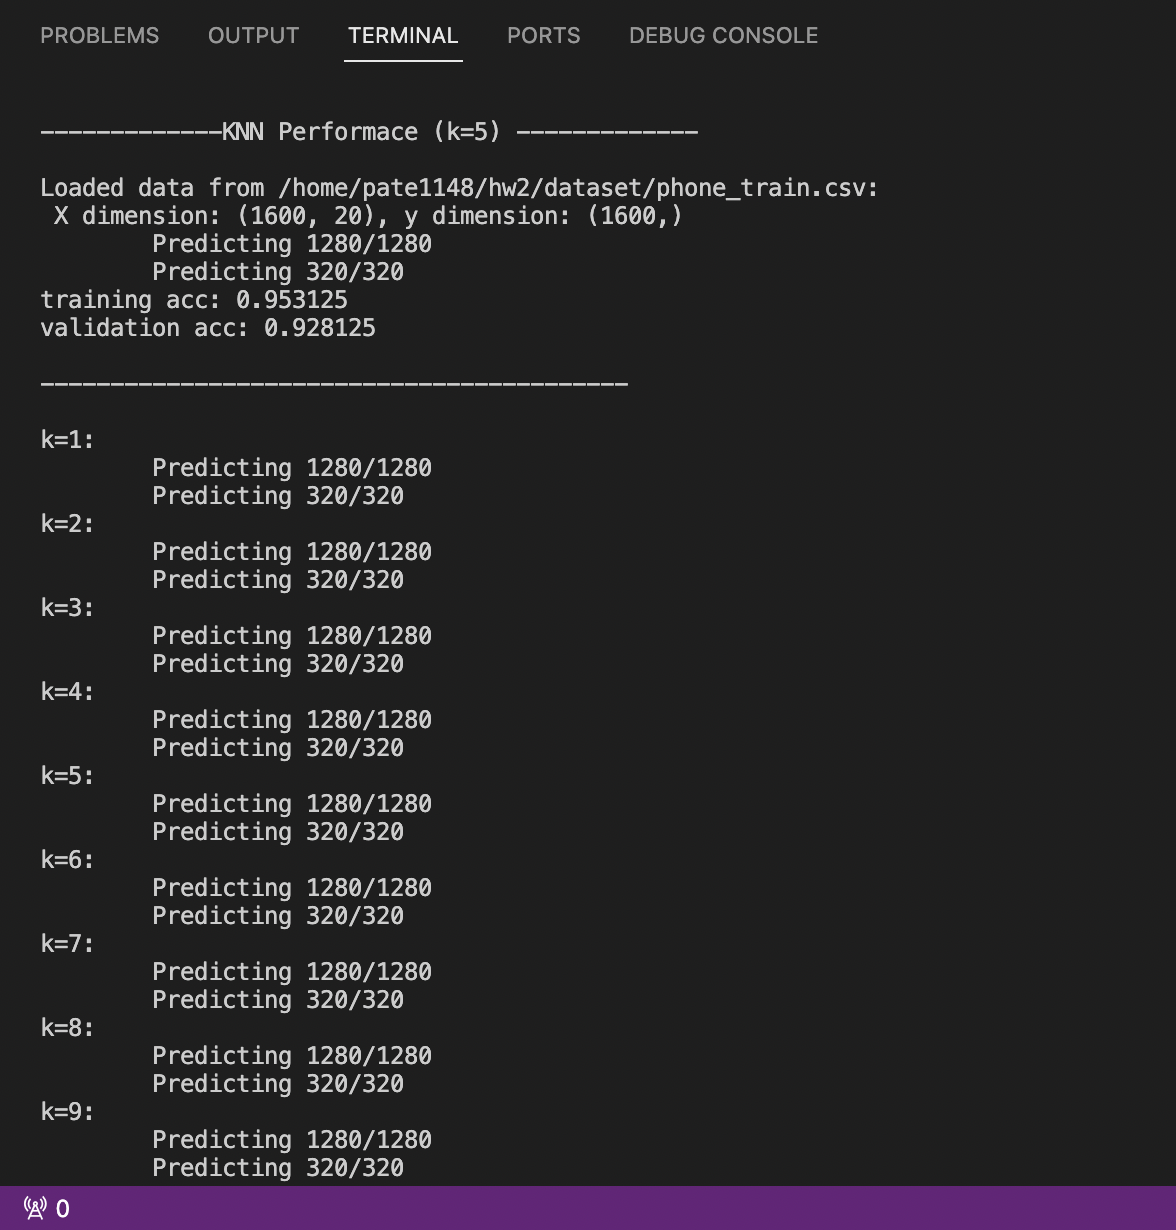 PROBLEMS OUTPUT TERMINAL PORTS DEBUG CONSOLE
---------------KNN Performace (k=5) -------------
Loaded data from /home/pate1148/hw2/dataset/phone_train.csv:
X dimension: (1600, 20), y dimension: (1600,)
Predicting 1280/1280
Predicting 320/320
training acc: 0.953125
validation acc: 0.928125
------------------------------------------
k=1:
Predicting 1280/1280
Predicting 320/320
k=2:
Predicting 1280/1280
Predicting 320/320
k=3:
Predicting 1280/1280
Predicting 320/320
k=4:
Predicting 1280/1280
Predicting 320/320
k=5:
Predicting 1280/1280
Predicting 320/320
k=6:
Predicting 1280/1280
Predicting 320/320
k=7:
Predicting 1280/1280
Predicting 320/320
k=8:
Predicting 1280/1280
Predicting 320/320
k=9:
Predicting 1280/1280
Predicting 320/320
0